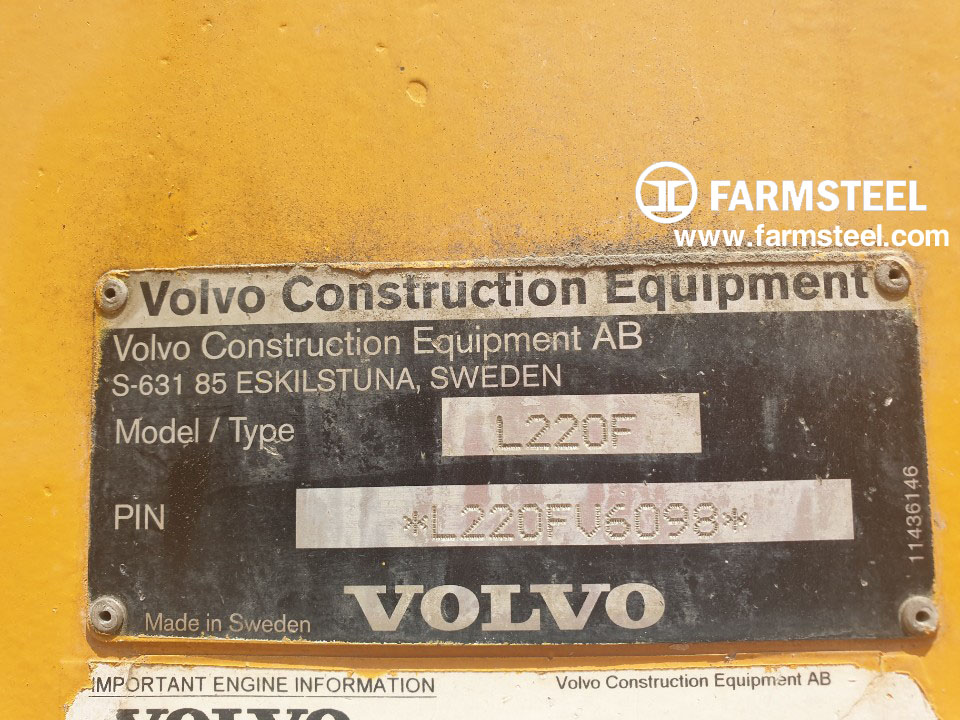 FARMSTEEL
www.farmsteel.com
Volvo Construction Equipment
Volvo Construction Equipment AB
S-631 85 ESKILSTUNA, SWEDEN
Model / Type L220F
PIN *L220FV6098*
11436146
Made in Sweden VOLVO
IMPORTANT ENGINE INFORMATION Volvo Construction Equipment AB
VOLVO